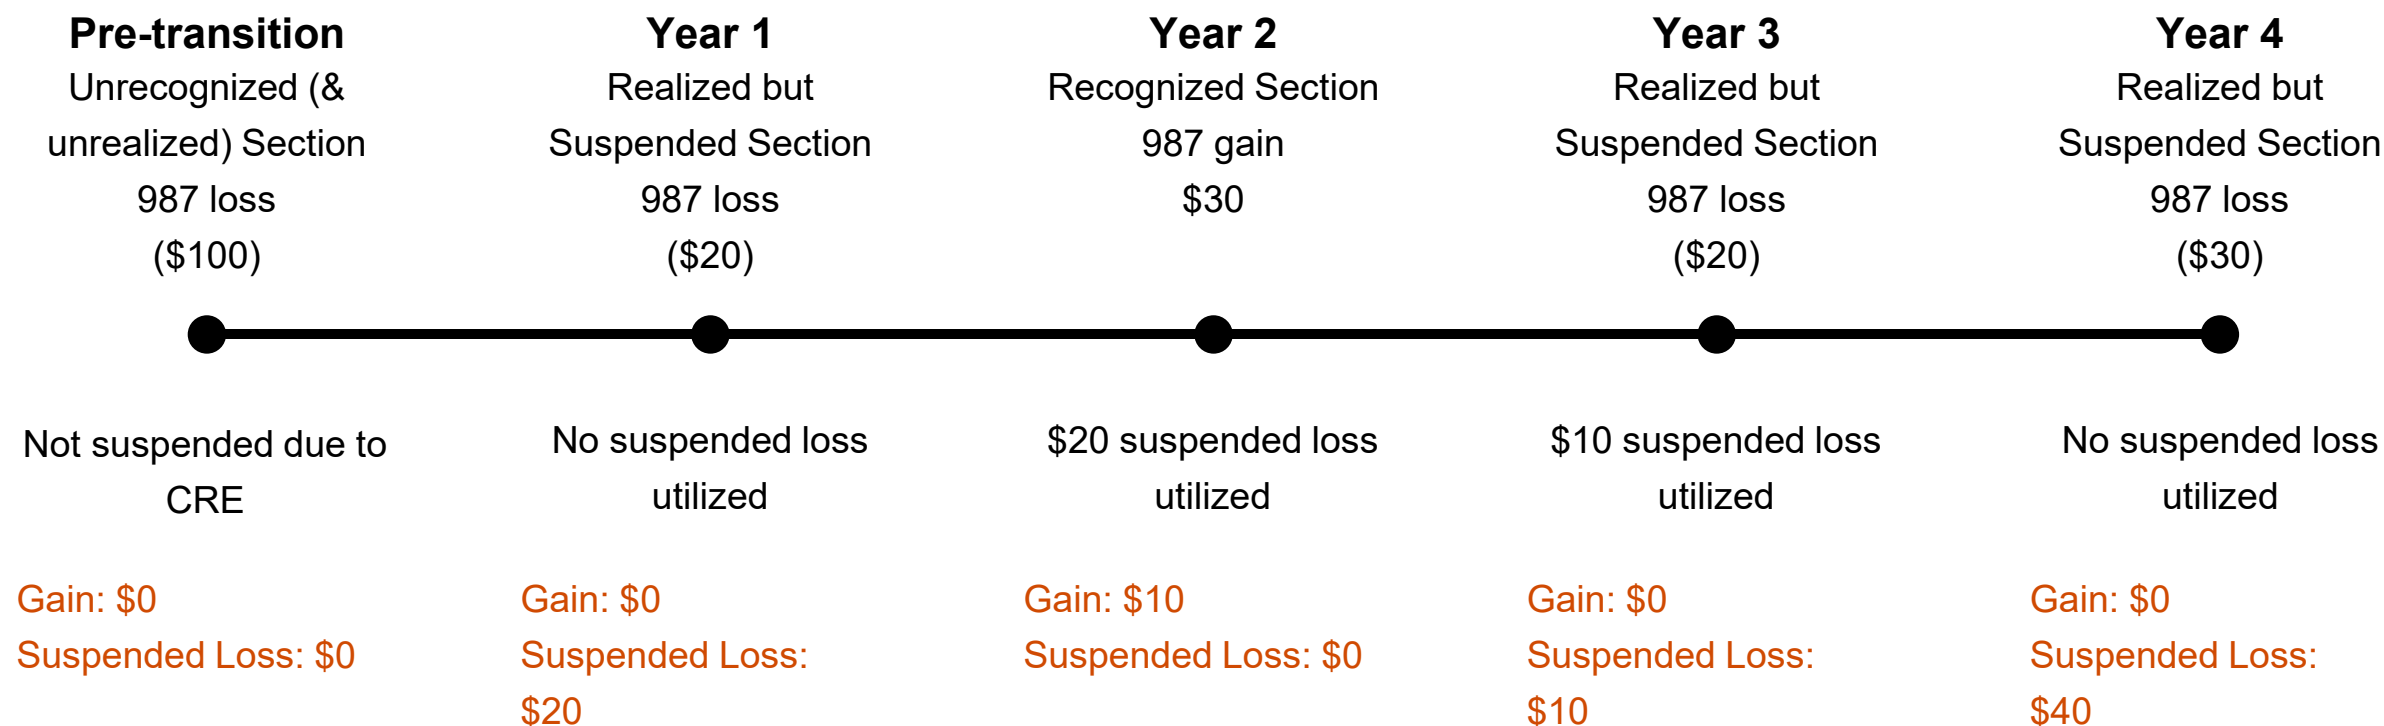 Pre-transition
Unrecognized (&
unrealized) Section
987 loss
($100)
Year 1
Realized but
Suspended Section
987 loss
($20)
Year 2
Recognized Section
987 gain
$30
Year 3
Realized but
Suspended Section
987 loss
($20)
Year 4
Realized but
Suspended Section
987 loss
($30)
Not suspended due to
CRE
No suspended loss
utilized
$20 suspended loss
utilized
$10 suspended loss
utilized
No suspended loss
utilized
Gain: $0
Suspended Loss: $0
Gain: $0
Suspended Loss:
$20
Gain: $10
Suspended Loss: $0
Gain: $0
Suspended Loss:
$10
Gain: $0
Suspended Loss:
$40